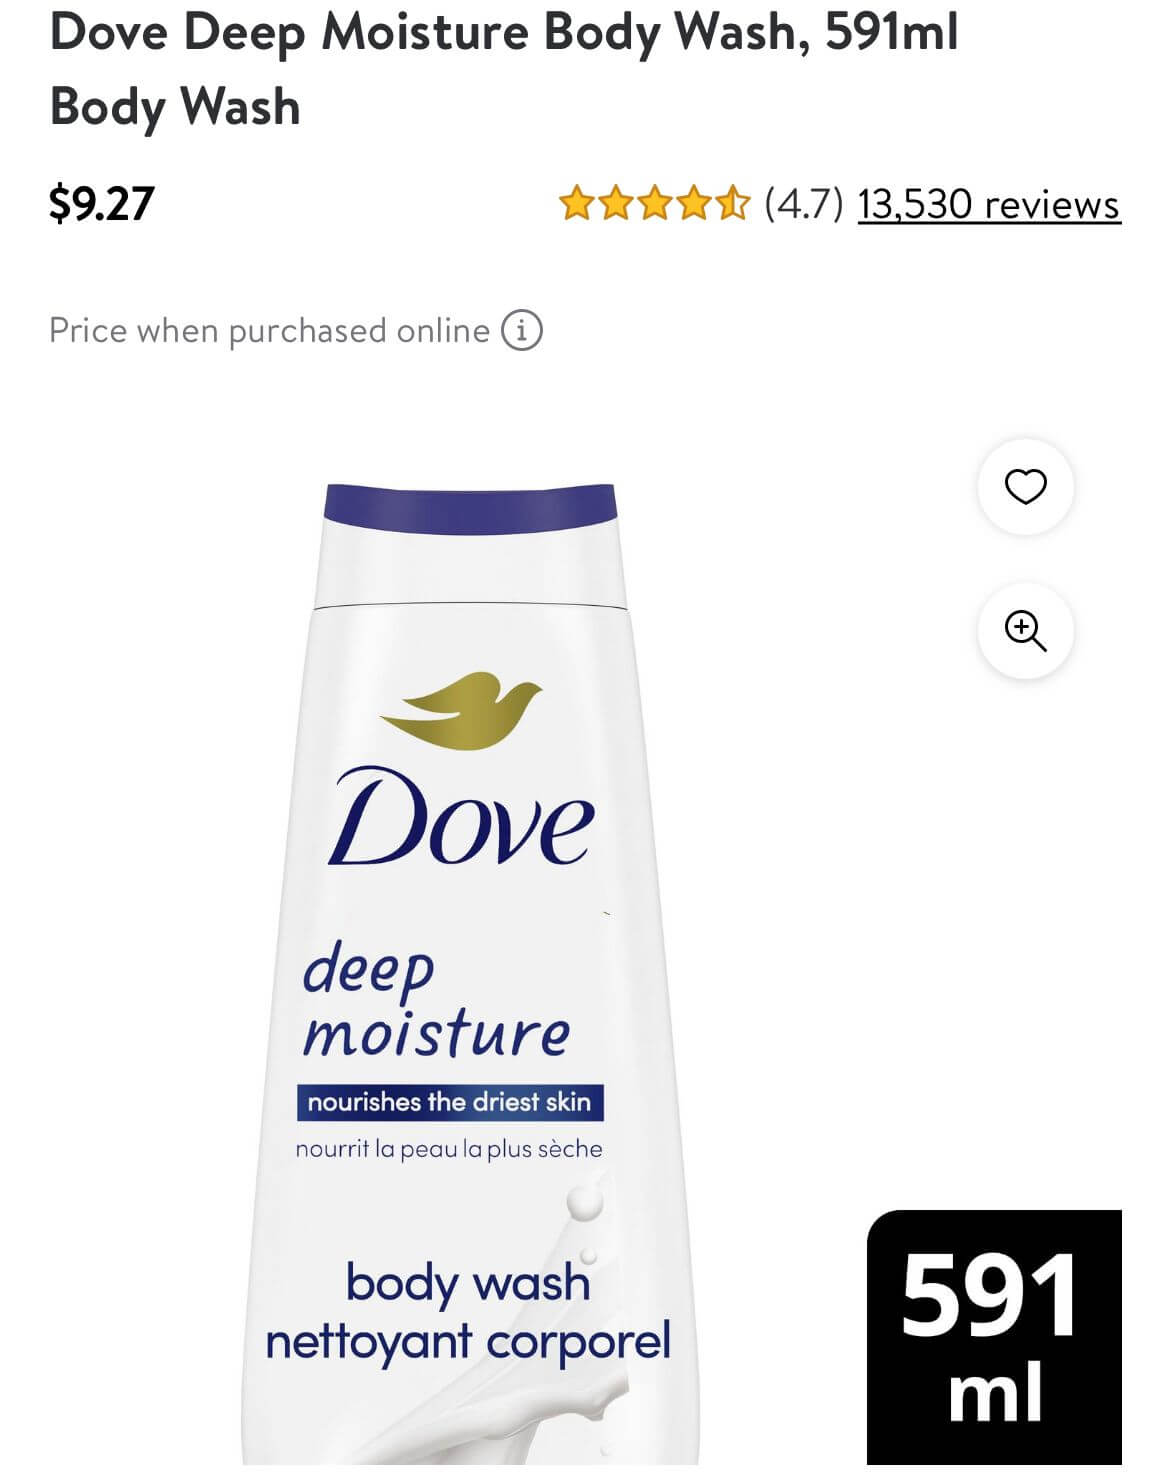 Dove Deep Moisture Body Wash, 591ml
Body Wash
$9.27
(4.7) 13,530 reviews
Price when purchased online
Dove
deep
moisture
nourishes the driest skin
nourrit la peau la plus sèche
body wash
nettoyant corporel
591
ml